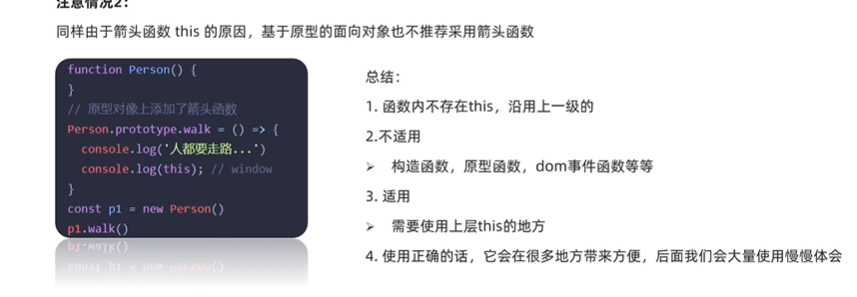 注意情况2：
同样由于箭头函数 this 的原因，基于原型的面向对象也不推荐采用箭头函数
function Person() {
}
// 原型对像上添加了箭头函数
Person.prototype.walk = () => {
  console.log('人都要走路...')
  console.log(this); // window
}
const p1 = new Person()
p1.walk()
总结：
1. 函数内不存在this，沿用上一级的
2.不适用
➢ 构造函数，原型函数，dom事件函数等等
3. 适用
➢ 需要使用上层this的地方
4. 使用正确的话，它会在很多地方带来方便，后面我们会大量使用慢慢体会